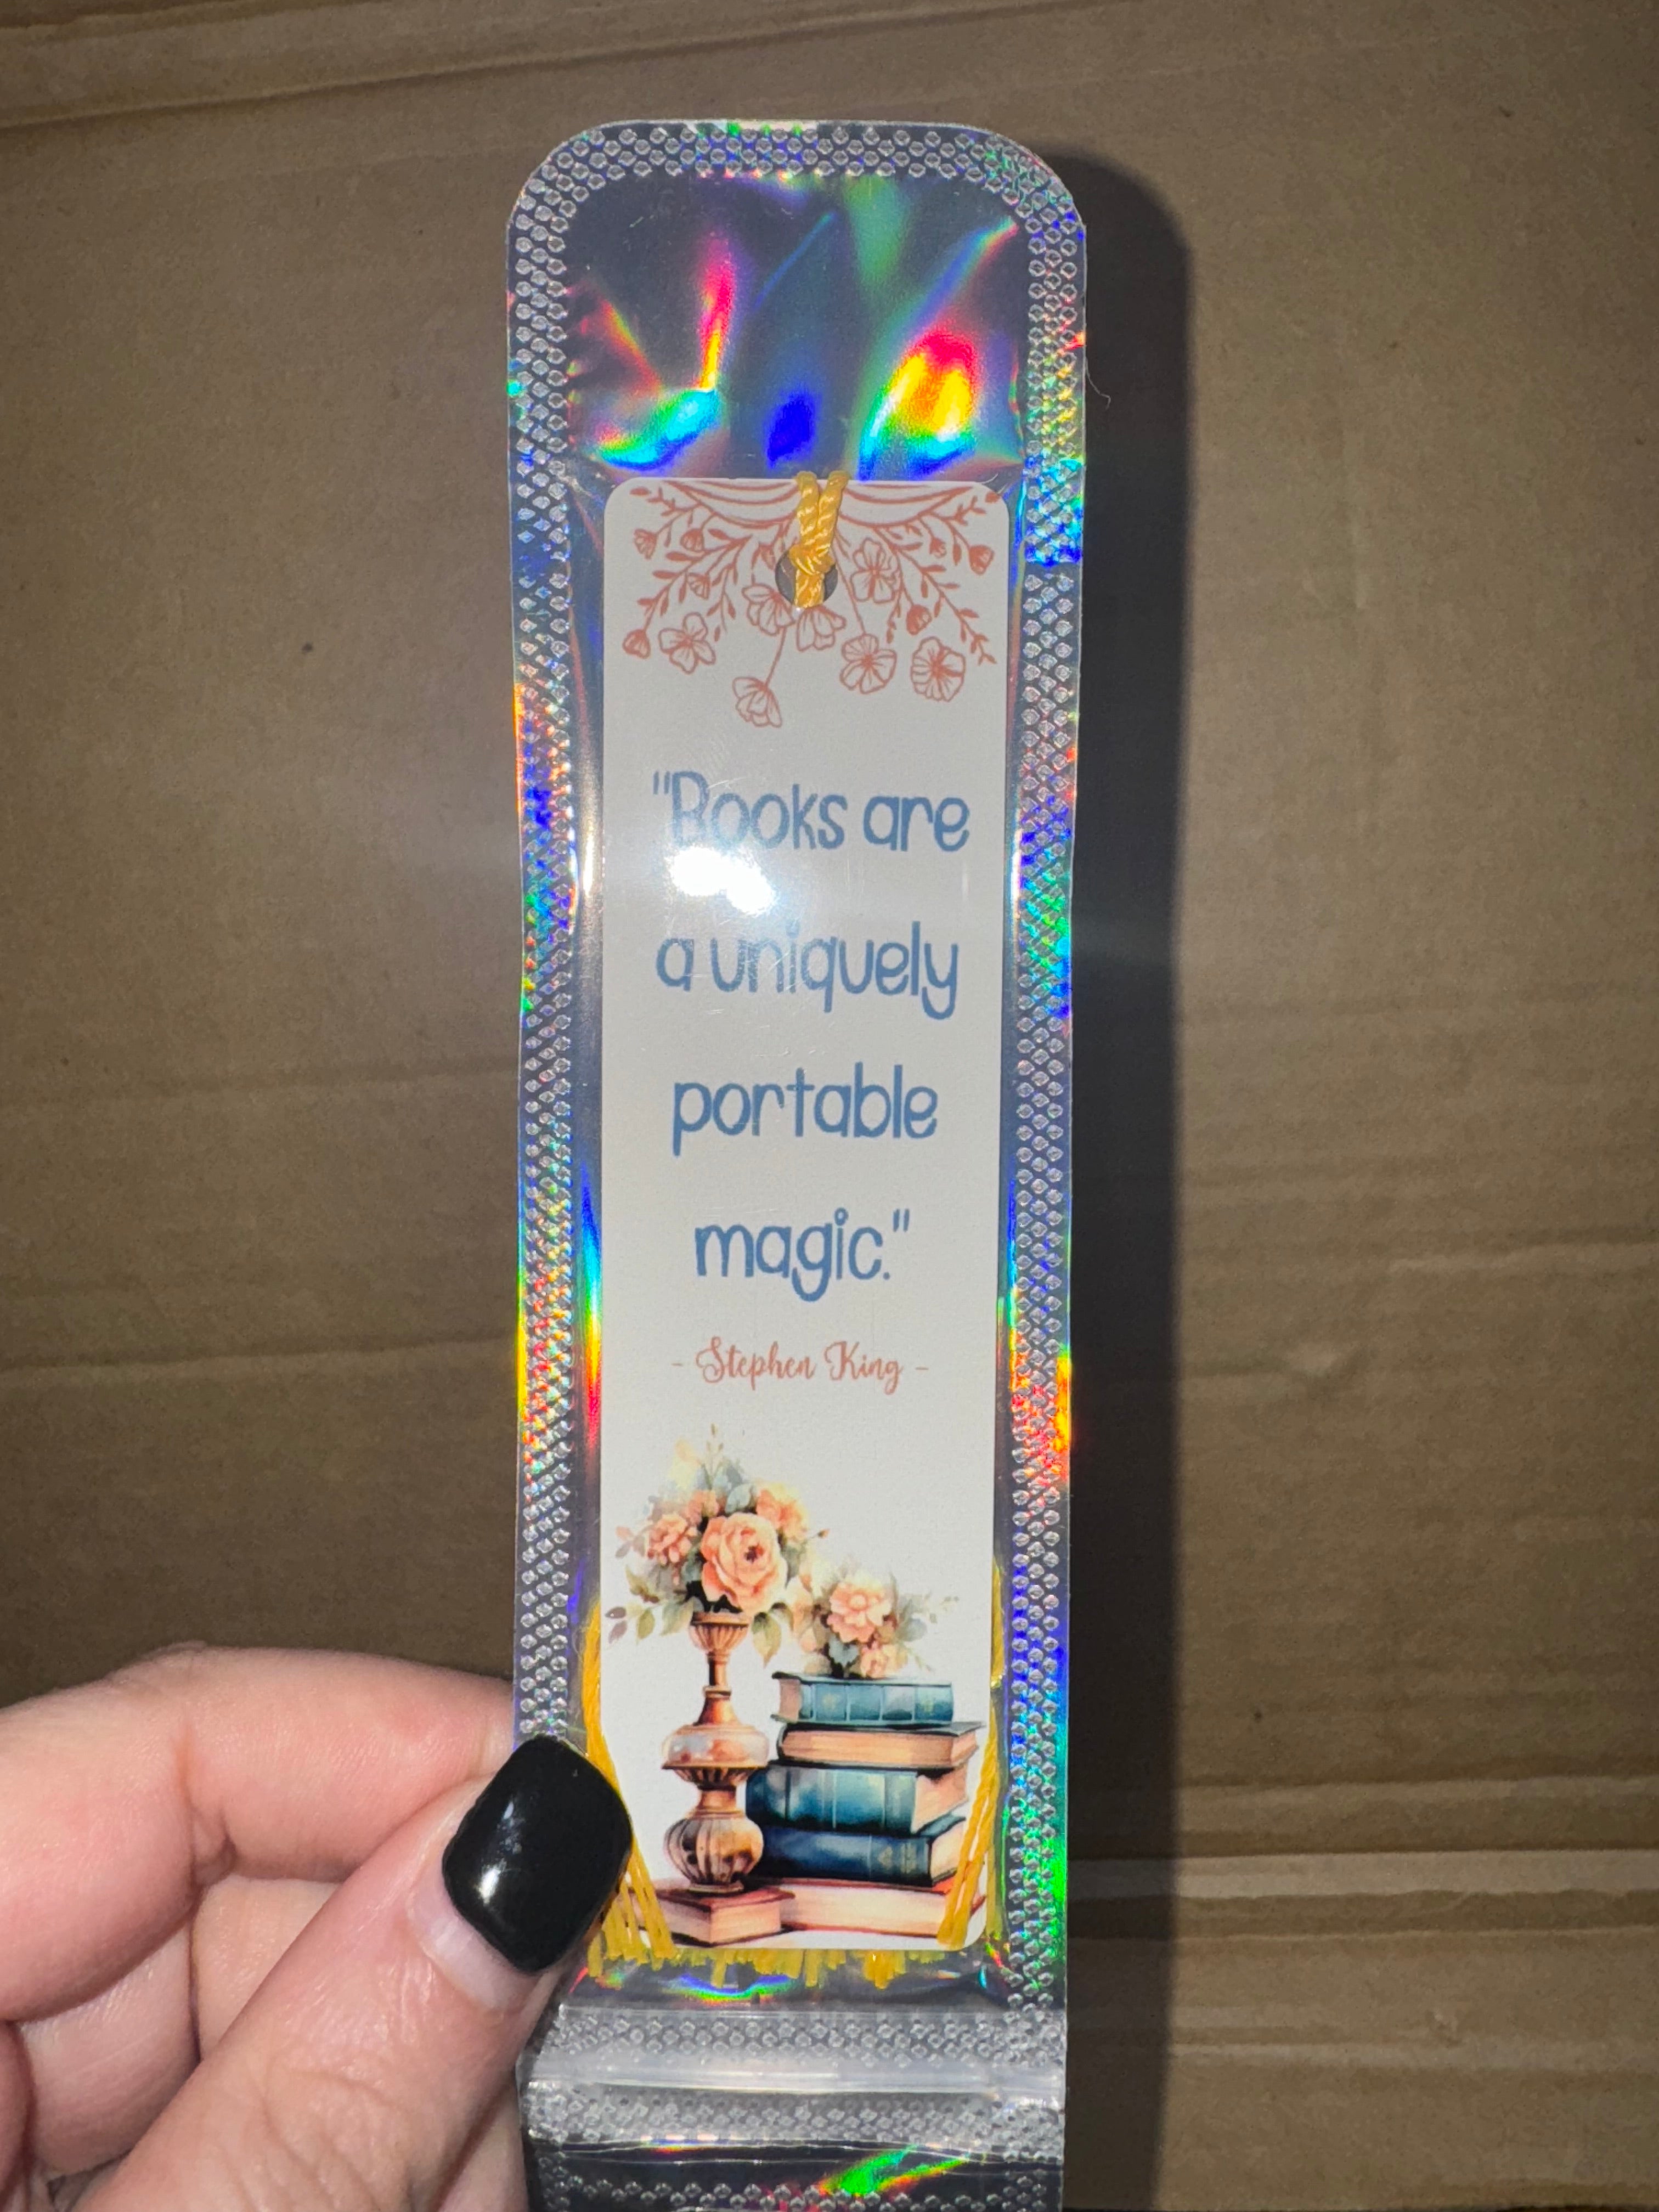 "Books are
a uniquely
portable
magic."
- Stephen King -